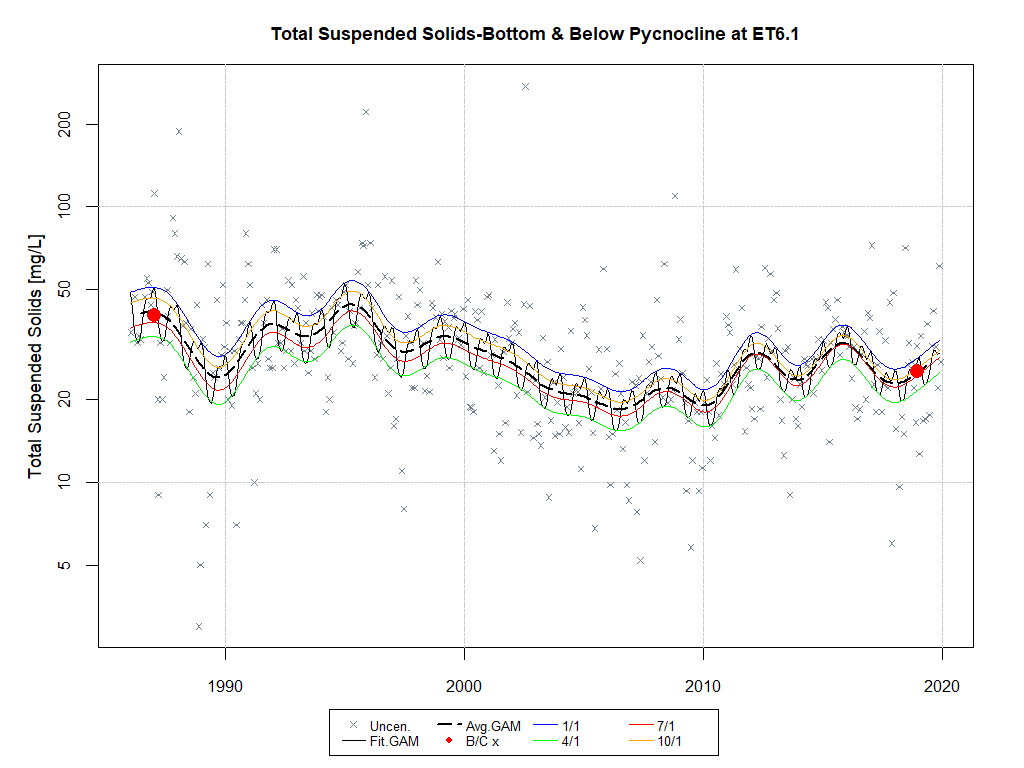 Total Suspended Solids-Bottom & Below Pycnocline at ET6.1
Total Suspended Solids [mg/L]
200
100
50
20
10
5
1990 2000 2010 2020
Uncen. Avg.GAM 1/1 7/1
Fit.GAM B/C x 4/1 10/1